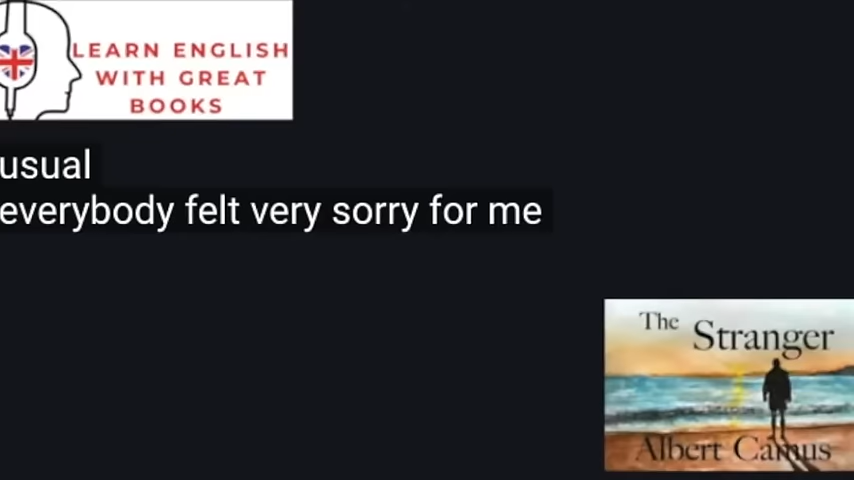 LEARN ENGLISH
WITH GREAT
BOOKS
usual
everybody felt very sorry for me
The Stranger
Albert Camus